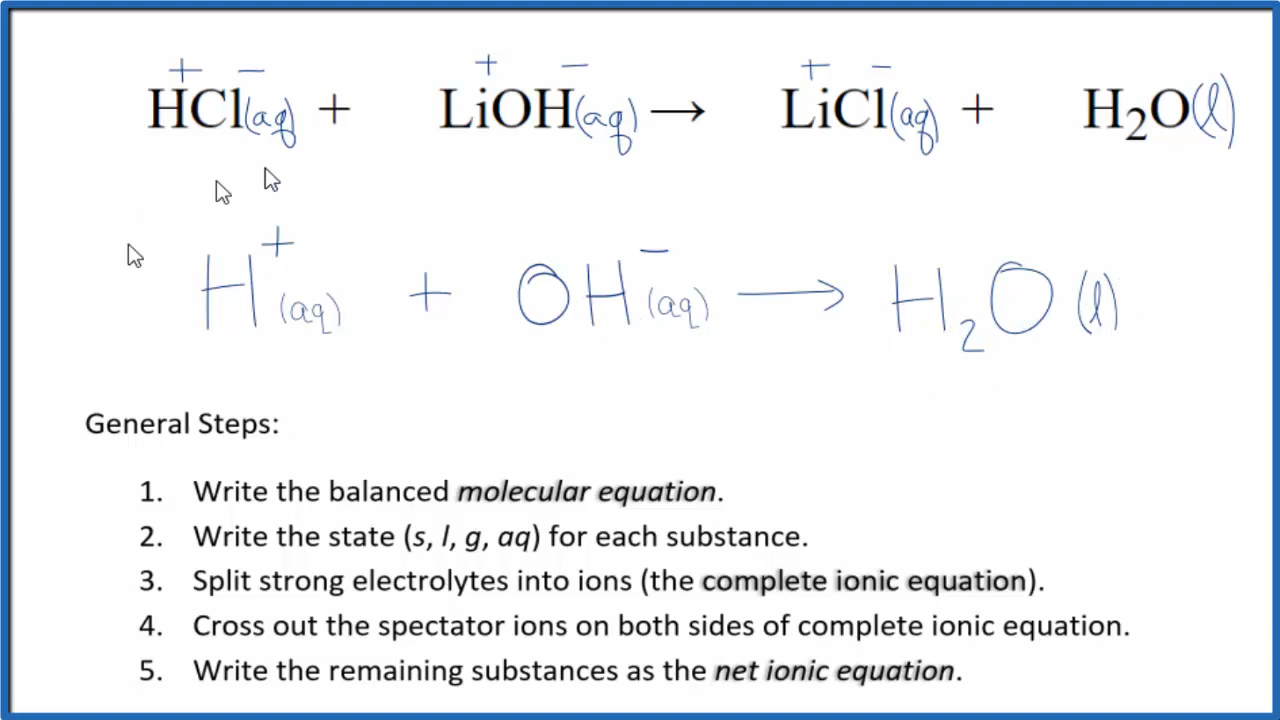 + − + − + −
HCl(aq) + LiOH(aq) → LiCl(aq) + H₂O(l)
H⁺(aq) + OH⁻(aq) → H₂O(l)
General Steps:
1. Write the balanced molecular equation.
2. Write the state (s, l, g, aq) for each substance.
3. Split strong electrolytes into ions (the complete ionic equation).
4. Cross out the spectator ions on both sides of complete ionic equation.
5. Write the remaining substances as the net ionic equation.